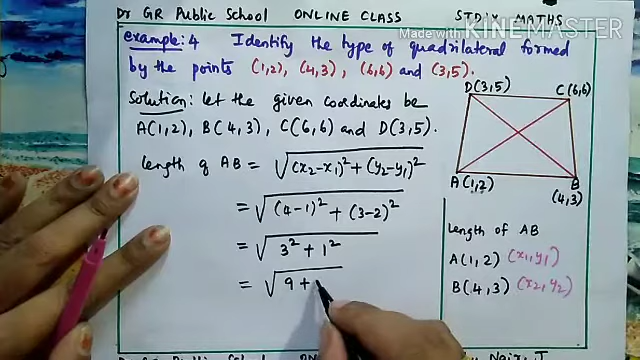 Dr GR Public School ONLINE CLASS STD X MATHS
Made with KINEMASTER
example: 4 Identify the type of quadrilateral formed
by the points (1,2), (4,3), (6,6) and (3,5).
Solution: let the given coordinates be
A(1,2), B(4,3), C(6,6) and D(3,5).
length of AB = √(x₂-x₁)² + (y₂-y₁)²
= √(4-1)² + (3-2)²
= √3² + 1²
= √9 +
D(3,5) C(6,6)
A(1,2) B
(4,3)
length of AB
A(1,2) (x₁,y₁)
B(4,3) (x₂,y₂)